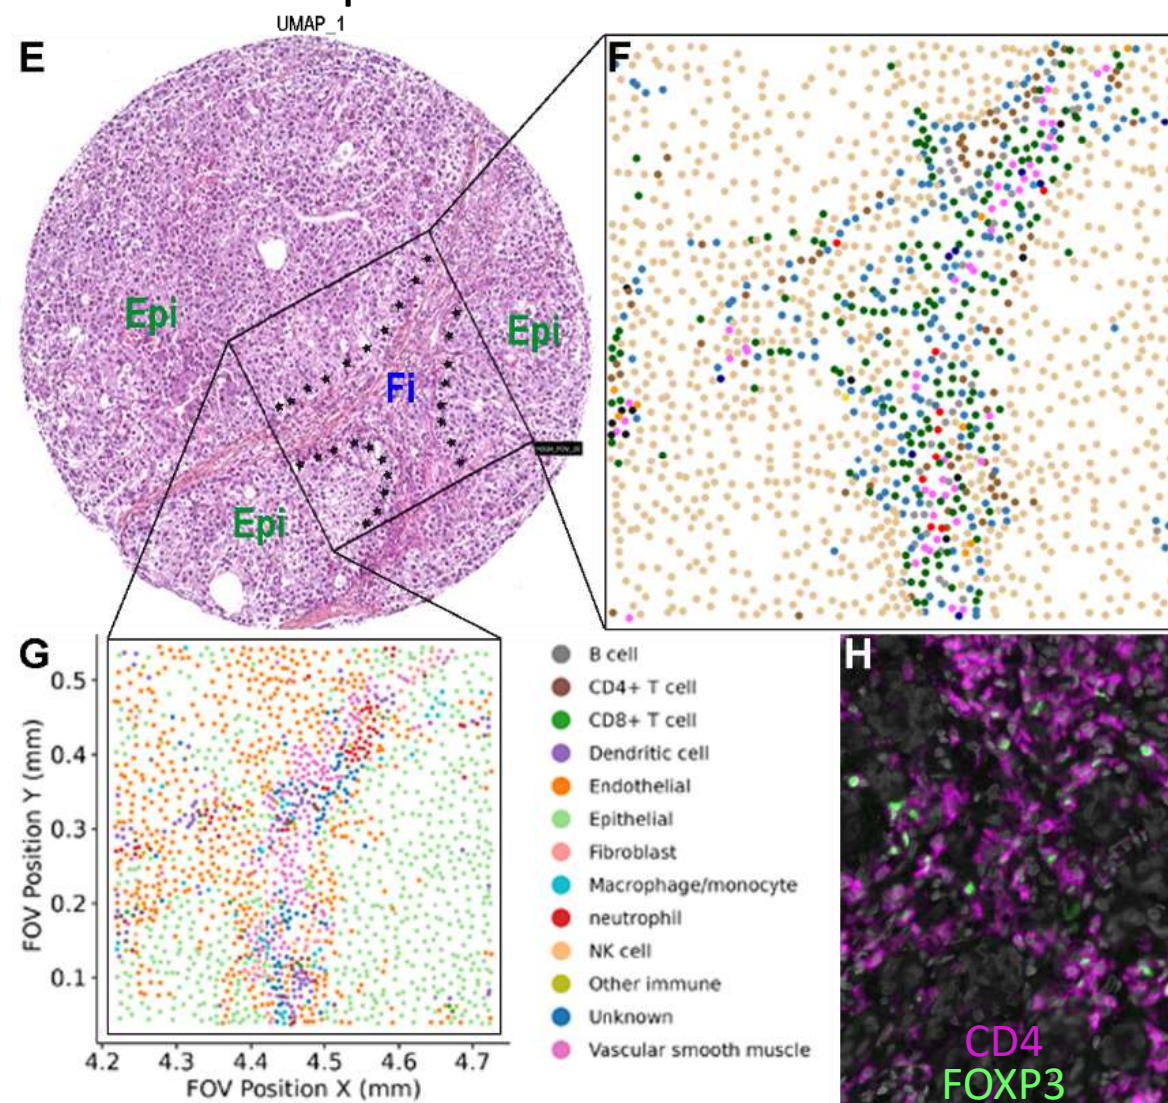 UMAP_1
E
F
Epi
Epi
Fi
Epi
G
H
FOV Position Y (mm)
0.5
0.4
0.3
0.2
0.1
4.2 4.3 4.4 4.5 4.6 4.7
FOV Position X (mm)
B cell
CD4+ T cell
CD8+ T cell
Dendritic cell
Endothelial
Epithelial
Fibroblast
Macrophage/monocyte
neutrophil
NK cell
Other immune
Unknown
Vascular smooth muscle
CD4
FOXP3